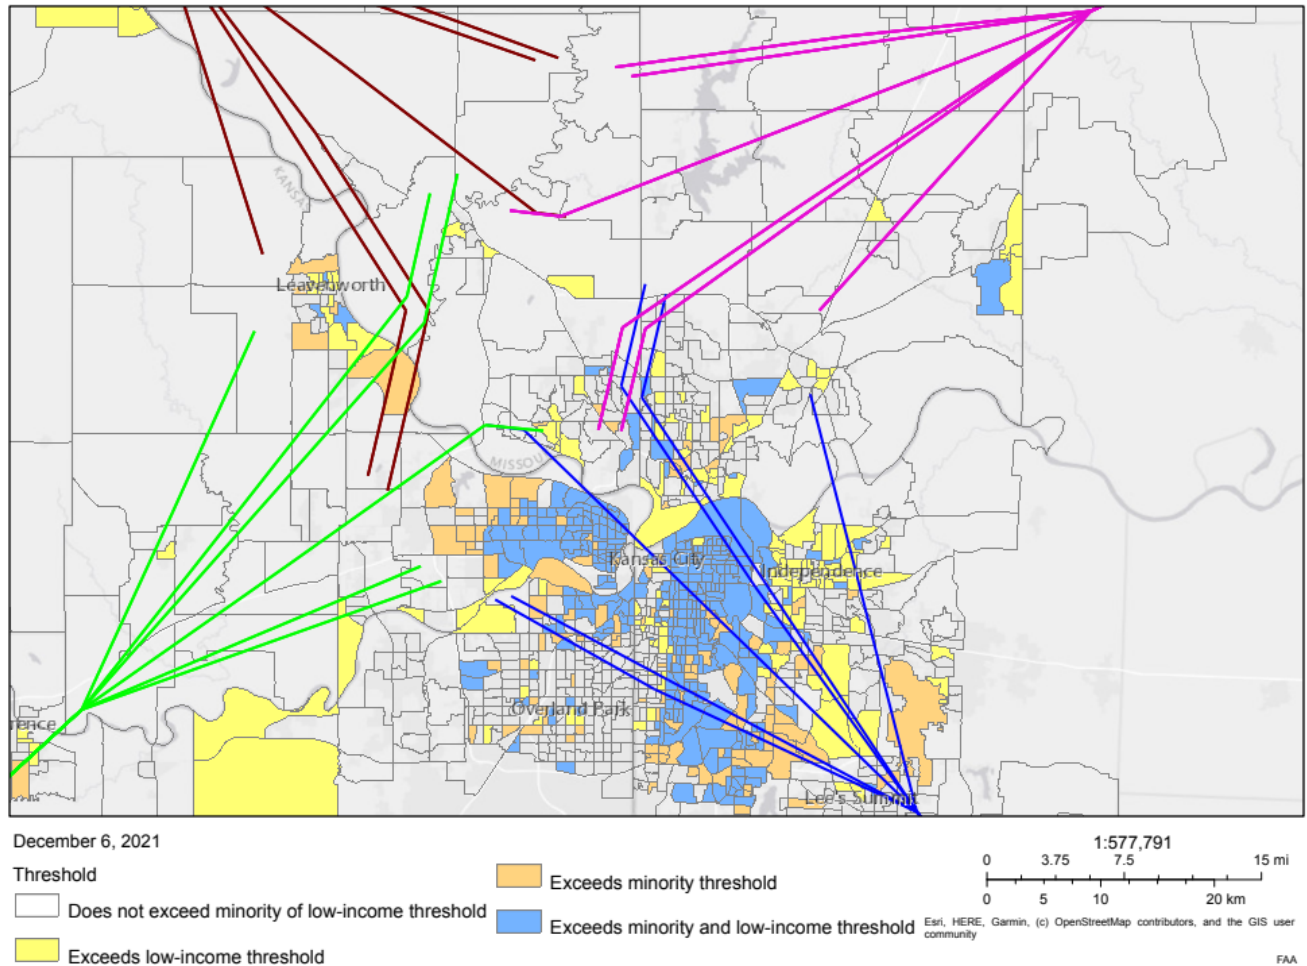 KANSAS
Leavenworth
MISSOU
Kansas City
Independence
Overland Park
rence
Lee's Summit
December 6, 2021
1:577,791
0 3.75 7.5 15 mi
0 5 10 20 km
Threshold
Does not exceed minority of low-income threshold
Exceeds low-income threshold
Exceeds minority threshold
Exceeds minority and low-income threshold
Esri, HERE, Garmin, (c) OpenStreetMap contributors, and the GIS user
community
FAA